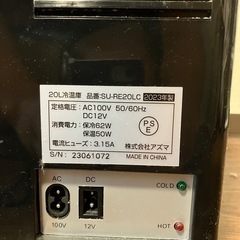 20L冷温庫 品番:SU-RE20LC 2023年製
定格電圧:AC100V 50/60Hz
DC12V
消費電力:保冷62W
保温50W
電流ヒューズ:3.15A
株式会社アズマ
S/N 23061072
MADE IN CHINA
PS
E
AC
DC
COLD
100V
12V
HOT